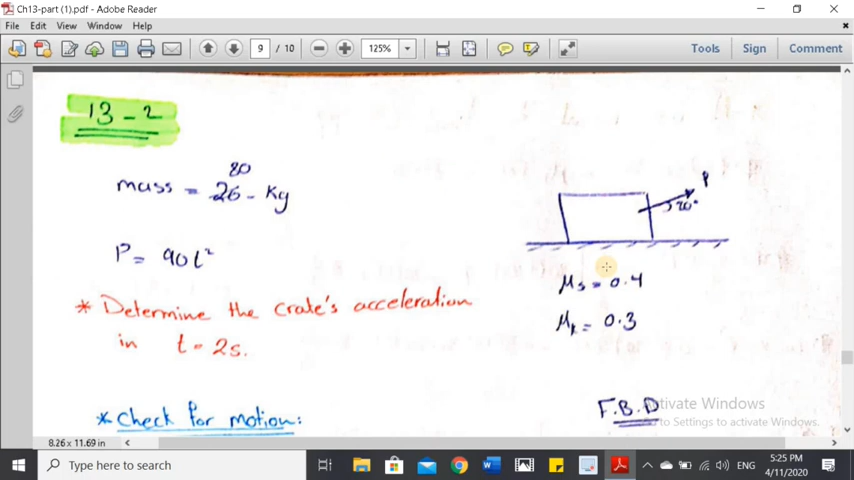 Ch13-part (1).pdf - Adobe Reader
File Edit View Window Help
9 / 10 125% Tools Sign Comment
13-2
80
mass = 26-kg
P= 90t²
P
20°
μs = 0.4
μk = 0.3
* Determine the crate's acceleration
in t = 2s.
* Check for motion:
F.B.D
Activate Windows
to Settings to activate Windows.
8.26 x 11.69 in
Type here to search
ENG
5:25 PM
4/11/2020